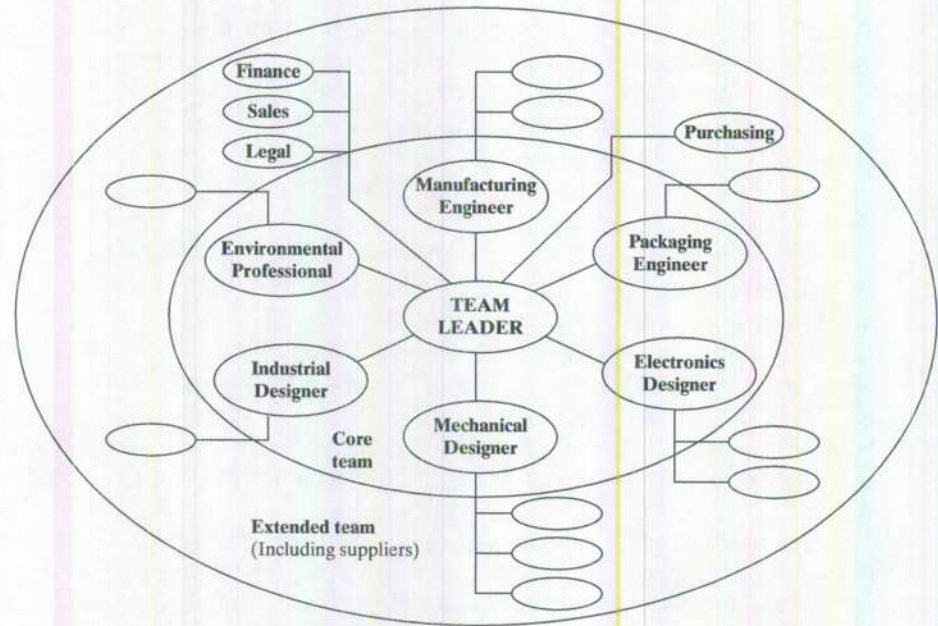 Finance
Sales
Legal
Purchasing
Manufacturing
Engineer
Environmental
Professional
Packaging
Engineer
TEAM
LEADER
Industrial
Designer
Electronics
Designer
Mechanical
Designer
Core
team
Extended team
(Including suppliers)